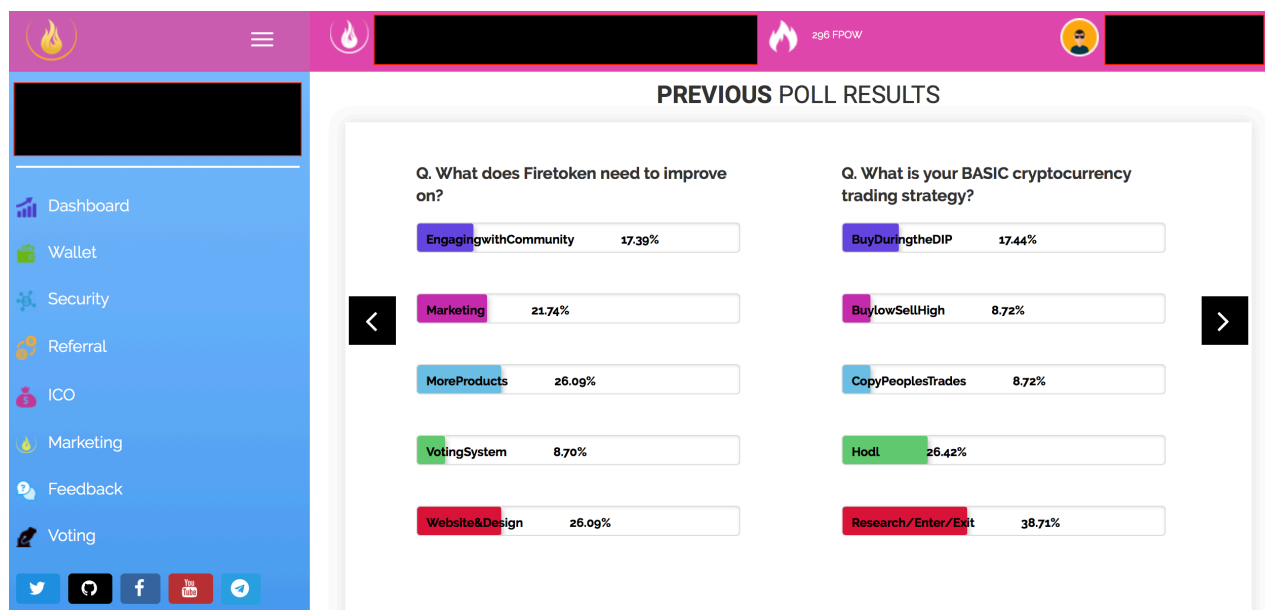 296 FPOW
Dashboard
Wallet
Security
Referral
ICO
Marketing
Feedback
Voting
You
Tube
PREVIOUS POLL RESULTS
Q. What does Firetoken need to improve
on?
EngagingwithCommunity 17.39%
Marketing 21.74%
MoreProducts 26.09%
VotingSystem 8.70%
Website&Design 26.09%
Q. What is your BASIC cryptocurrency
trading strategy?
BuyDuringtheDIP 17.44%
BuylowSellHigh 8.72%
CopyPeoplesTrades 8.72%
Hodl 26.42%
Research/Enter/Exit 38.71%